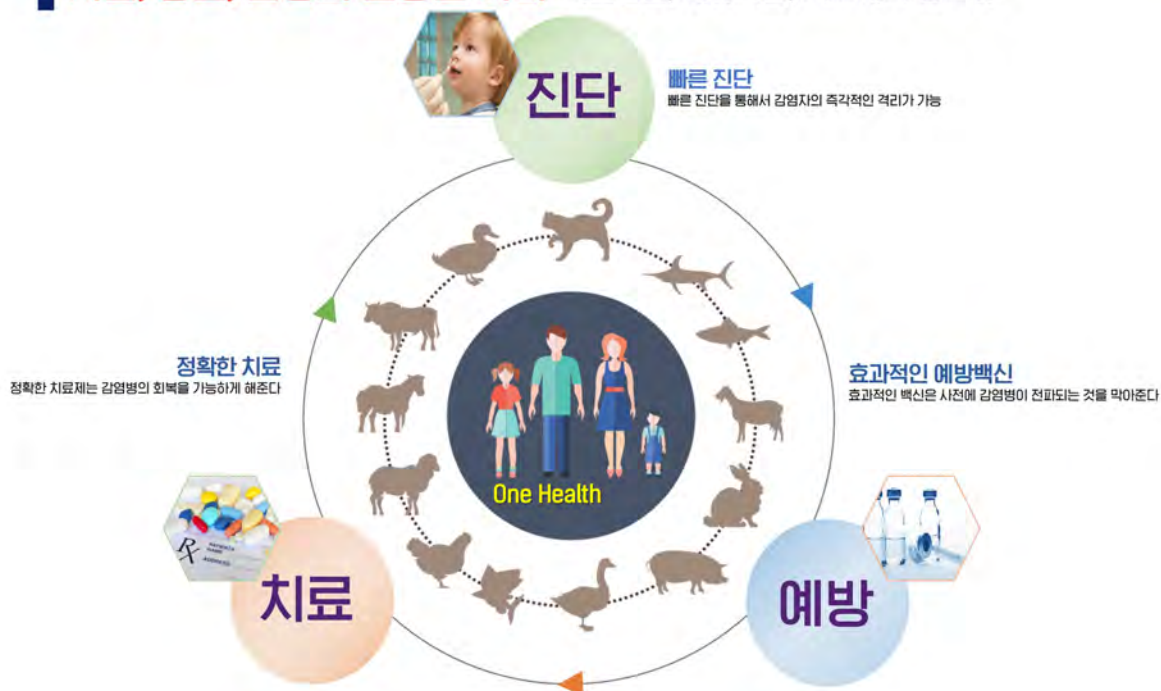 진단
빠른 진단
빠른 진단을 통해서 감염자의 즉각적인 격리가 가능
정확한 치료
정확한 치료제는 감염병의 회복을 가능하게 해준다
효과적인 예방백신
효과적인 백신은 사전에 감염병이 전파되는 것을 막아준다
One Health
치료
예방